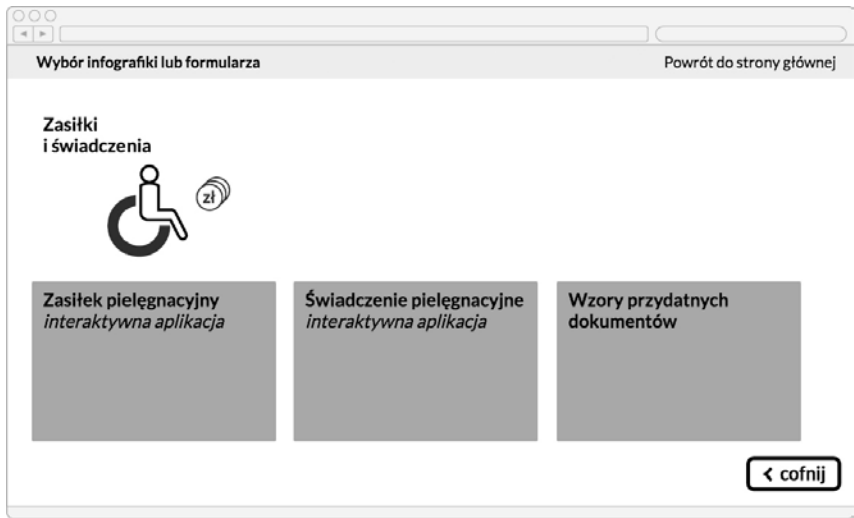 Wybór infografiki lub formularza
Powrót do strony głównej
Zasiłki
i świadczenia
zł
Zasiłek pielęgnacyjny
interaktywna aplikacja
Świadczenie pielęgnacyjne
interaktywna aplikacja
Wzory przydatnych
dokumentów
< cofnij